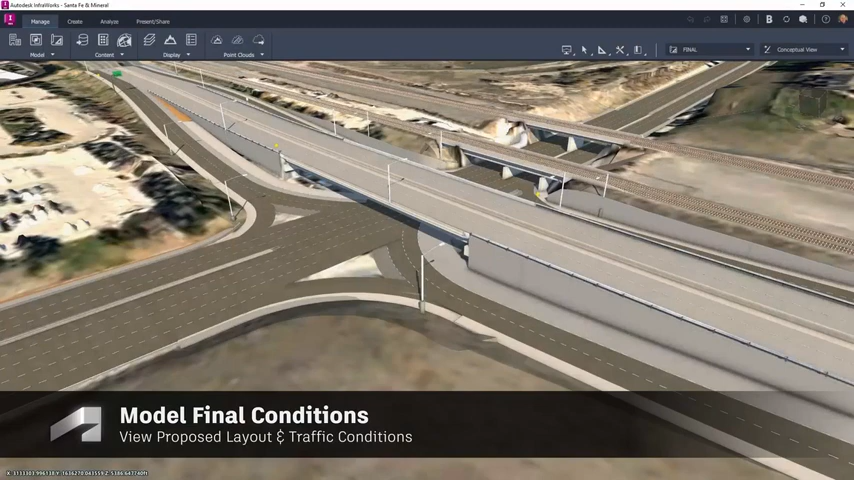 Autodesk InfraWorks - Santa Fe & Mineral
Manage
Create
Analyze
Present/Share
Model
Content
Display
Point Clouds
FINAL
Conceptual View
Model Final Conditions
View Proposed Layout & Traffic Conditions